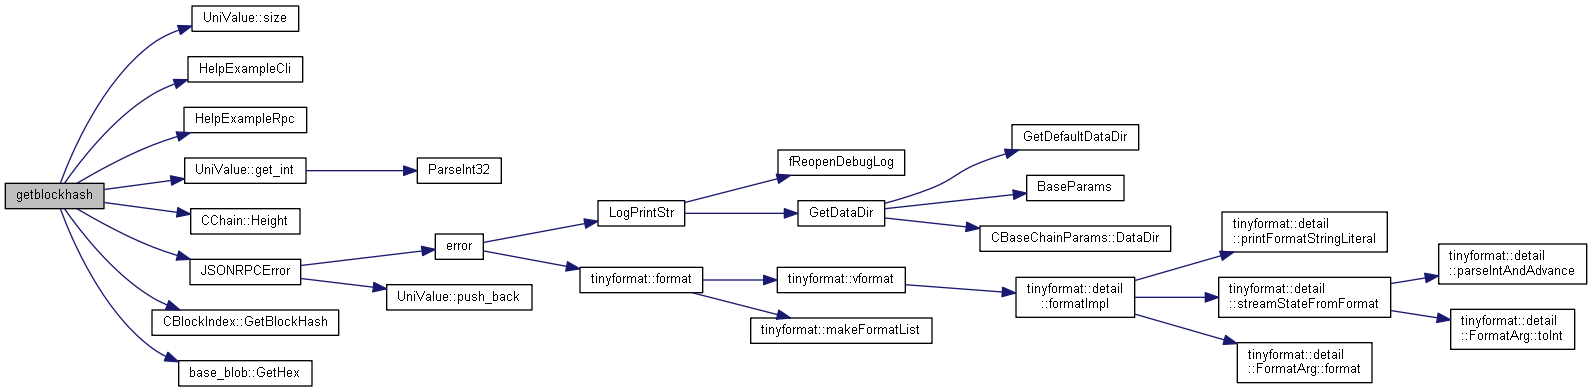 getblockhash
UniValue::size
HelpExampleCli
HelpExampleRpc
UniValue::get_int
ParseInt32
CChain::Height
JSONRPCError
error
LogPrintStr
fReopenDebugLog
GetDataDir
GetDefaultDataDir
BaseParams
CBaseChainParams::DataDir
tinyformat::format
tinyformat::vformat
tinyformat::detail
::formatImpl
tinyformat::detail
::printFormatStringLiteral
tinyformat::detail
::streamStateFromFormat
tinyformat::detail
::parseIntAndAdvance
tinyformat::detail
::FormatArg::toInt
tinyformat::detail
::FormatArg::format
tinyformat::makeFormatList
UniValue::push_back
CBlockIndex::GetBlockHash
base_blob::GetHex